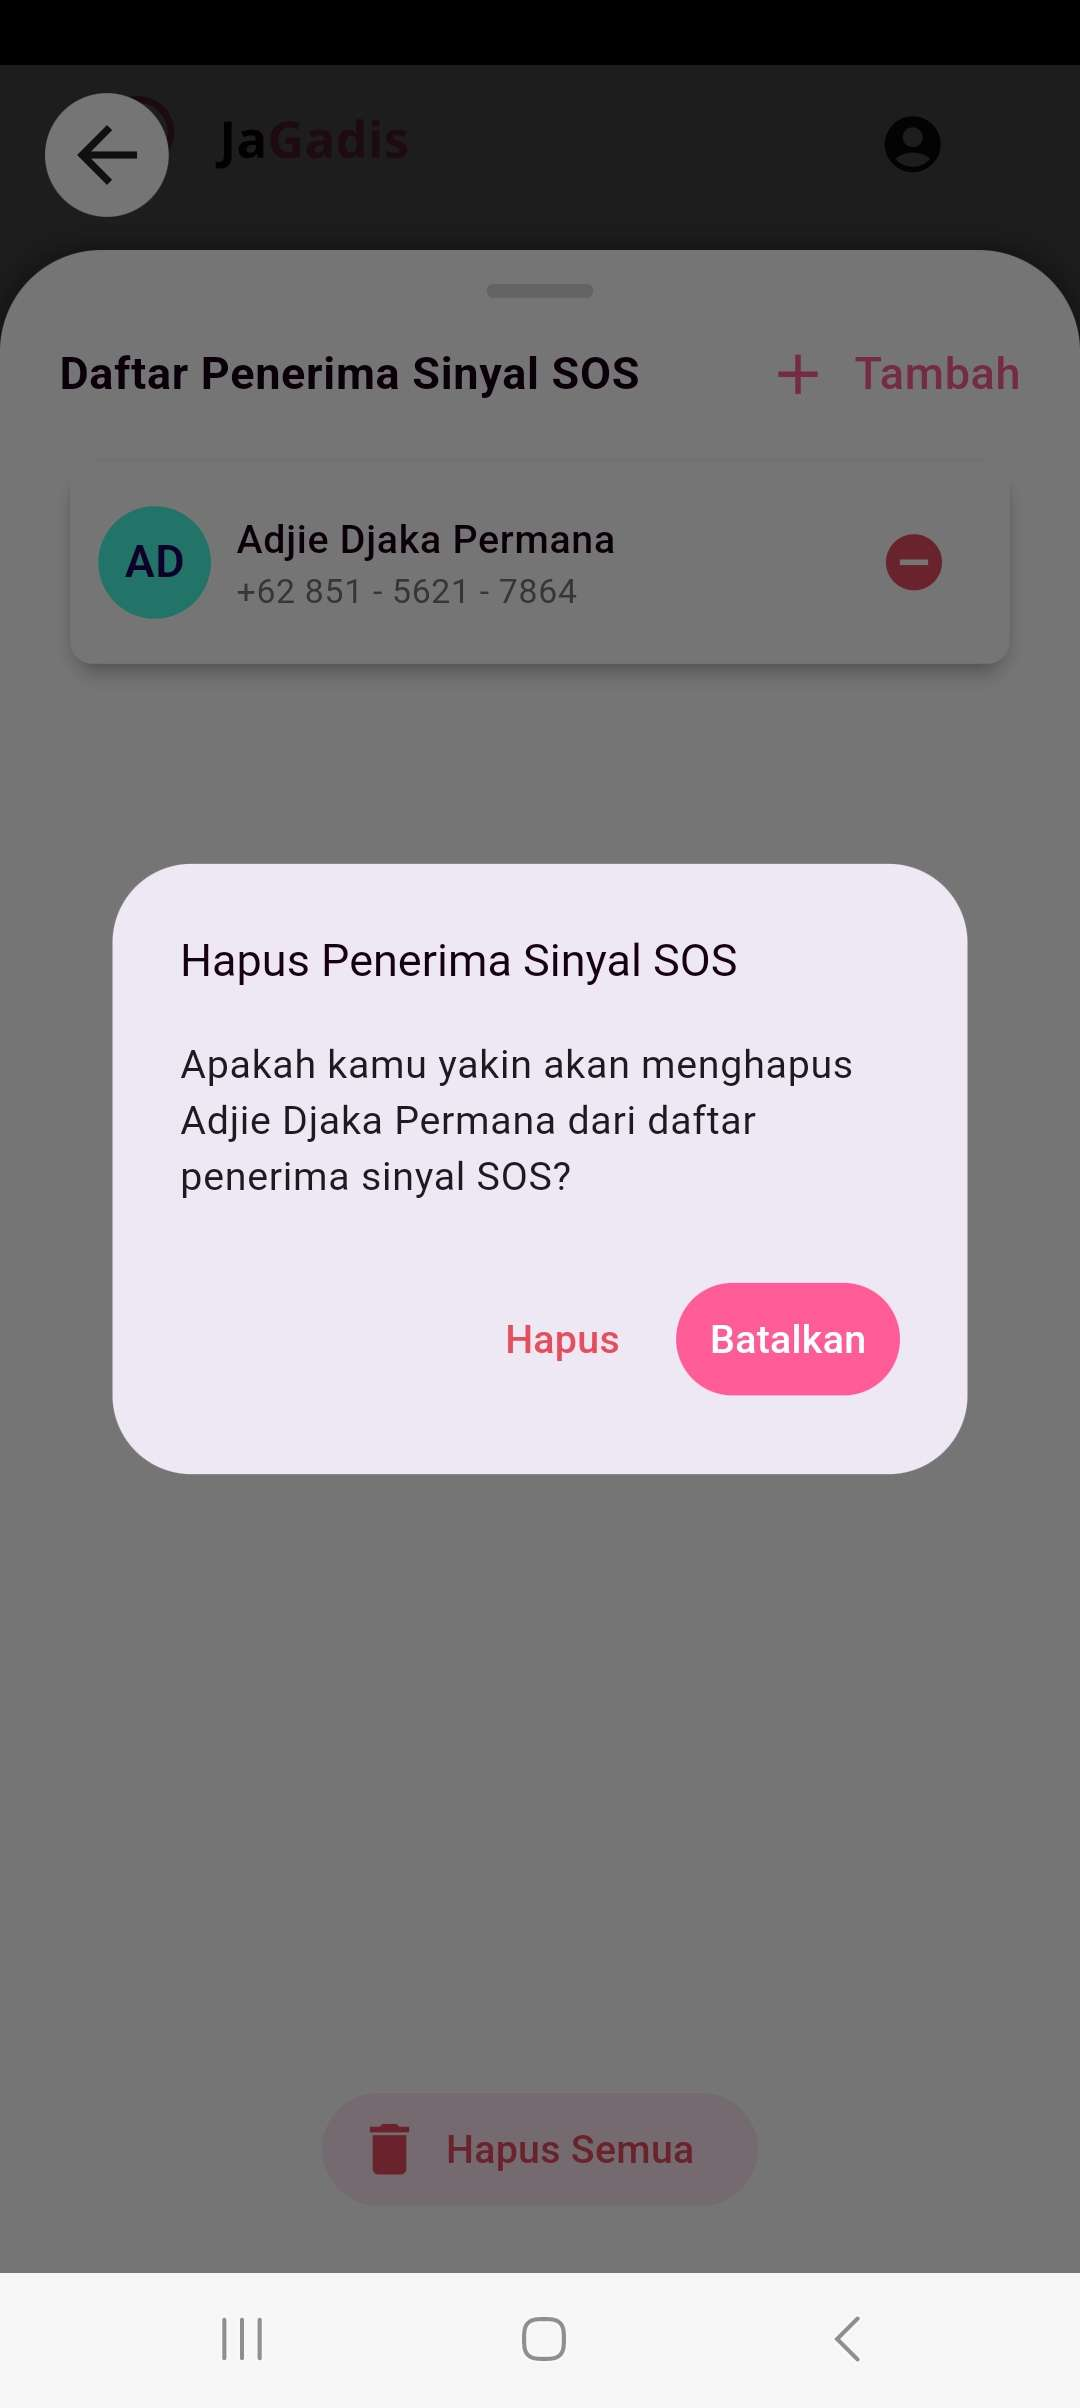 JaGadis
Daftar Penerima Sinyal SOS
+ Tambah
AD
Adjie Djaka Permana
+62 851 - 5621 - 7864
Hapus Penerima Sinyal SOS
Apakah kamu yakin akan menghapus
Adjie Djaka Permana dari daftar
penerima sinyal SOS?
Hapus
Batalkan
Hapus Semua